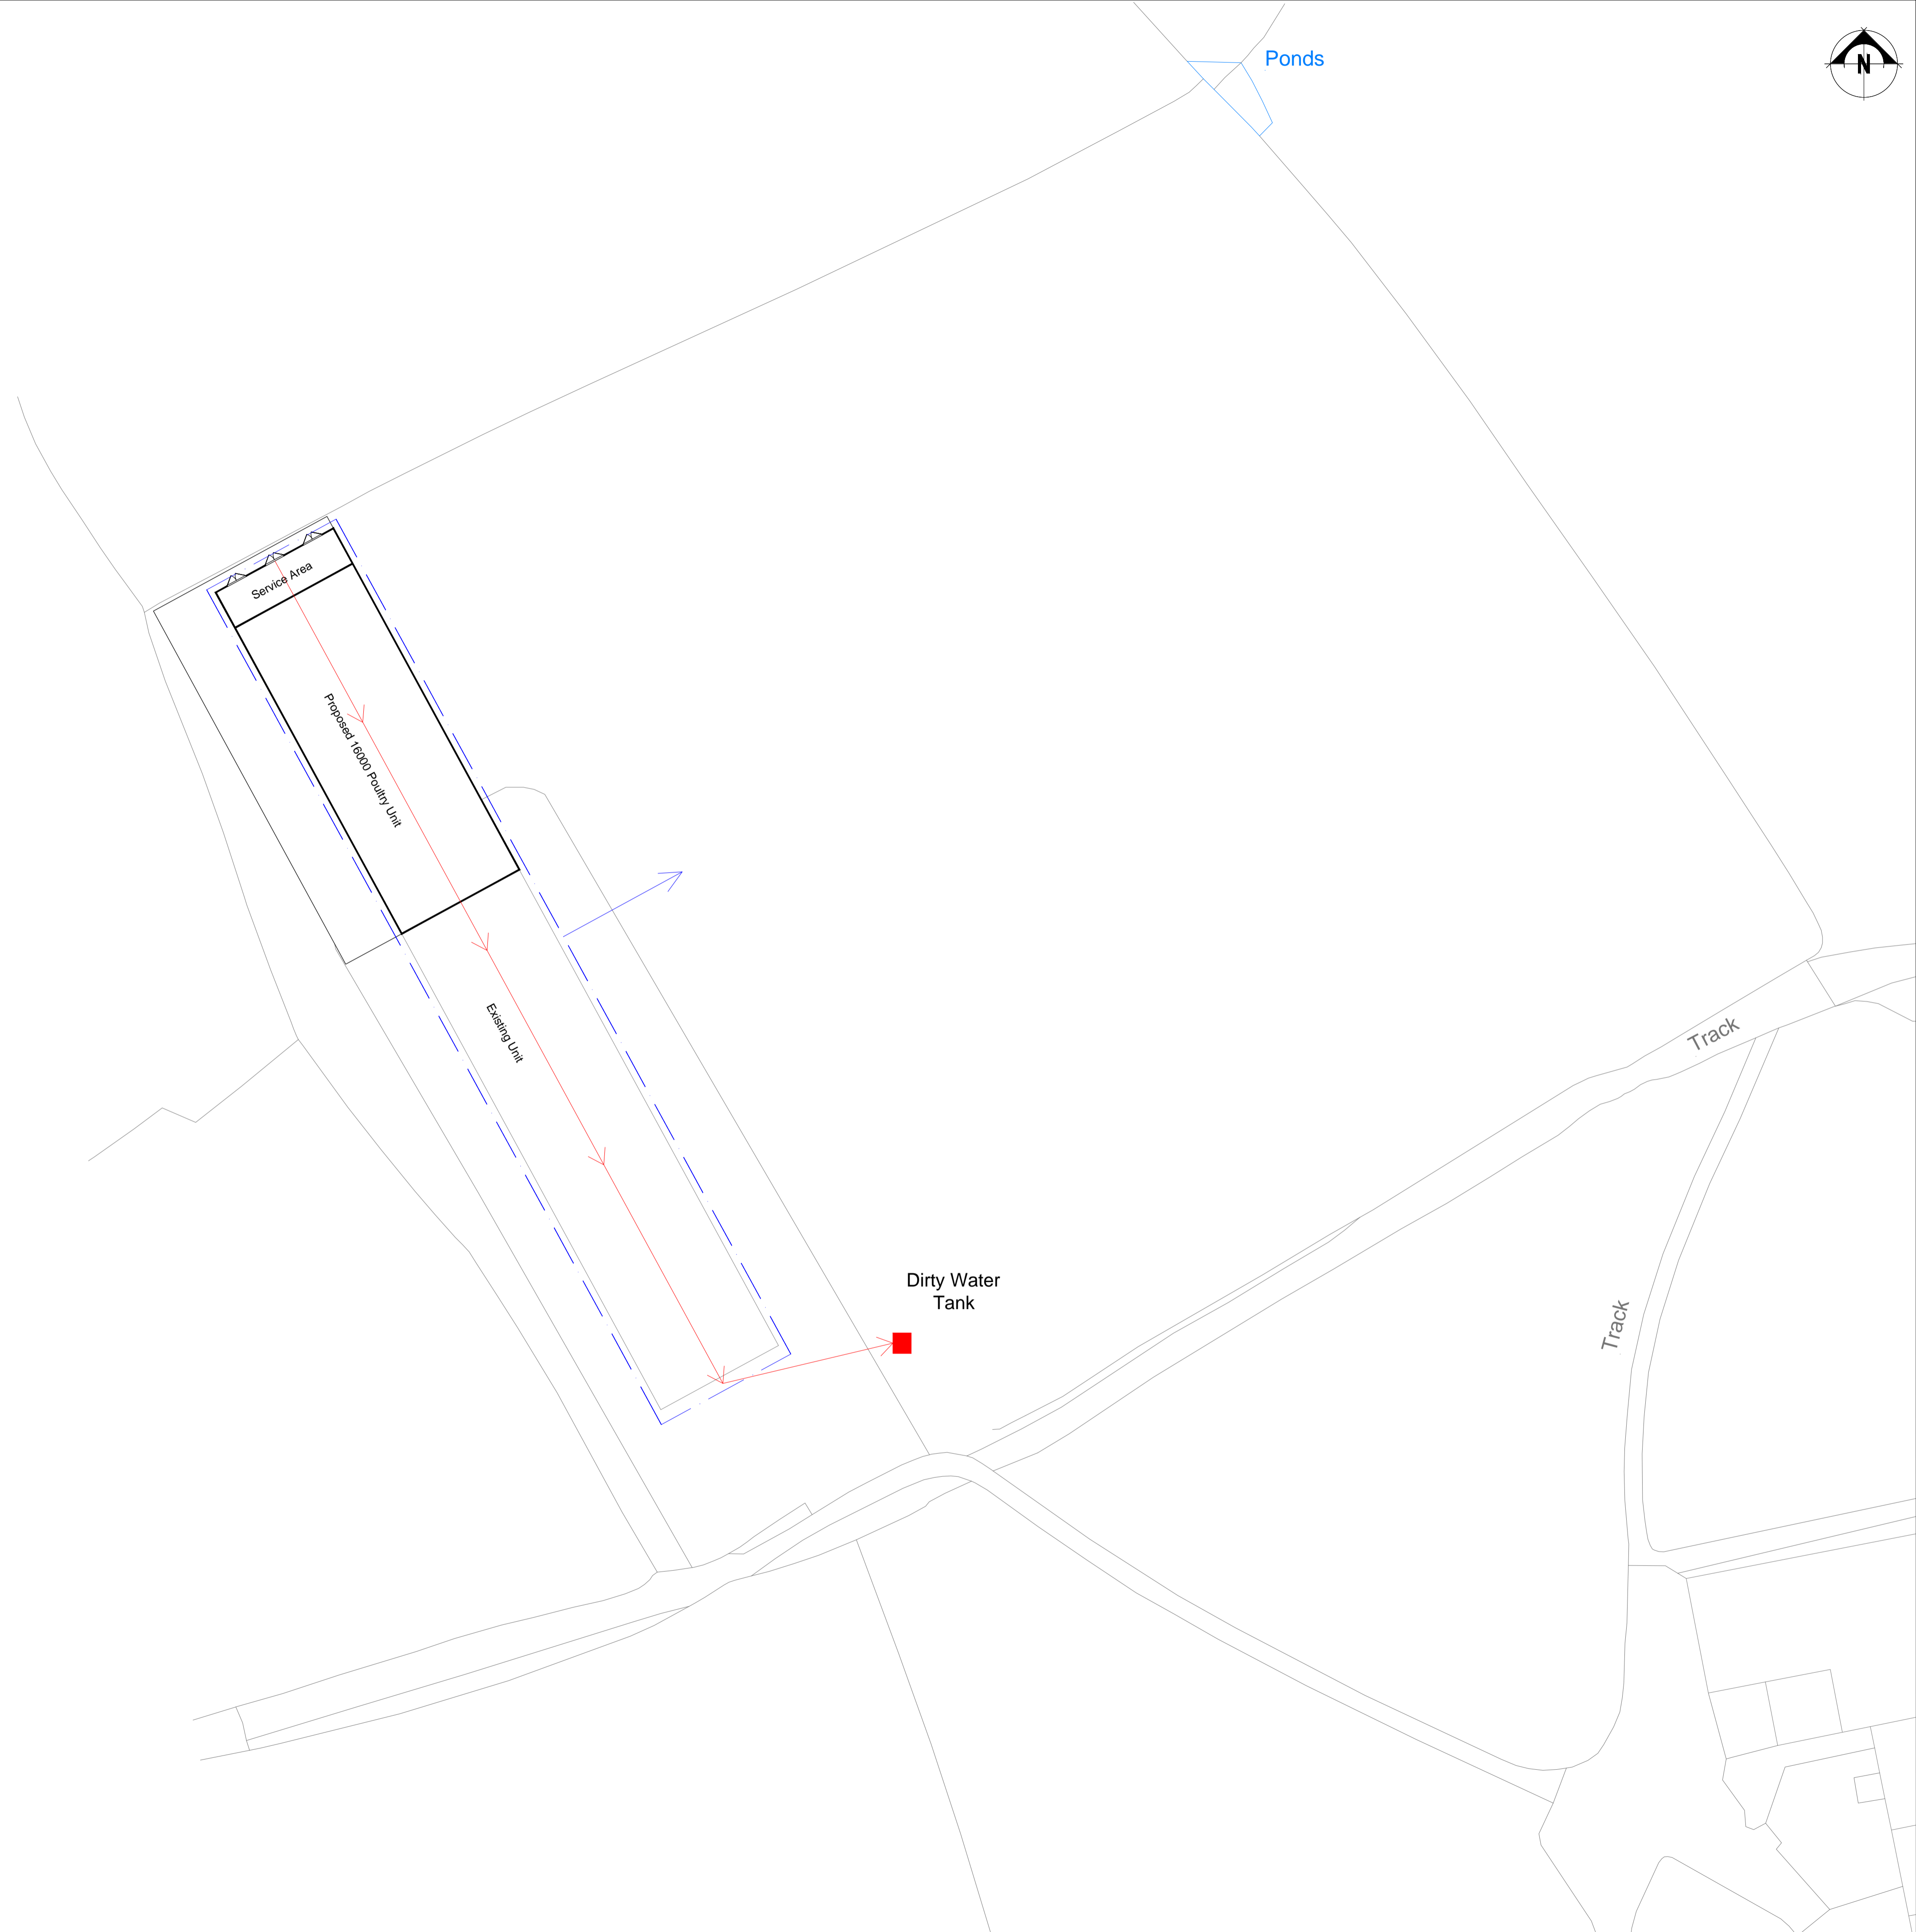 Ponds
N
Service Area
Proposed 16000 Poultry Unit
Existing Unit
Track
Dirty Water
Tank
Track